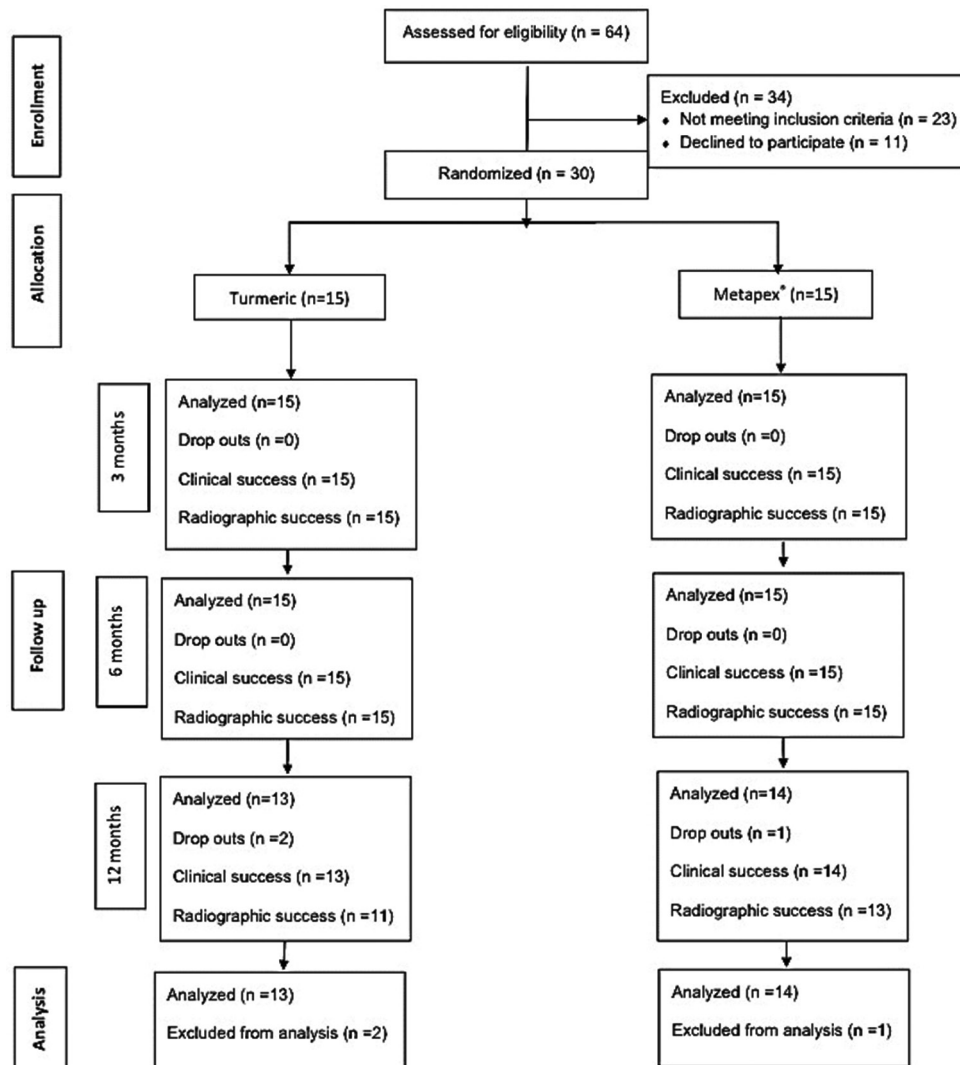 Enrollment
Assessed for eligibility (n = 64)
Excluded (n = 34)
♦ Not meeting inclusion criteria (n = 23)
♦ Declined to participate (n = 11)
Randomized (n = 30)
Allocation
Turmeric (n=15)
Metapex® (n=15)
Follow up
3 months
Analyzed (n=15)
Drop outs (n =0)
Clinical success (n =15)
Radiographic success (n =15)
Analyzed (n=15)
Drop outs (n =0)
Clinical success (n =15)
Radiographic success (n =15)
6 months
Analyzed (n=15)
Drop outs (n =0)
Clinical success (n =15)
Radiographic success (n =15)
Analyzed (n=15)
Drop outs (n =0)
Clinical success (n =15)
Radiographic success (n =15)
12 months
Analyzed (n=13)
Drop outs (n =2)
Clinical success (n =13)
Radiographic success (n =11)
Analyzed (n=14)
Drop outs (n =1)
Clinical success (n =14)
Radiographic success (n =13)
Analysis
Analyzed (n =13)
Excluded from analysis (n =2)
Analyzed (n =14)
Excluded from analysis (n =1)